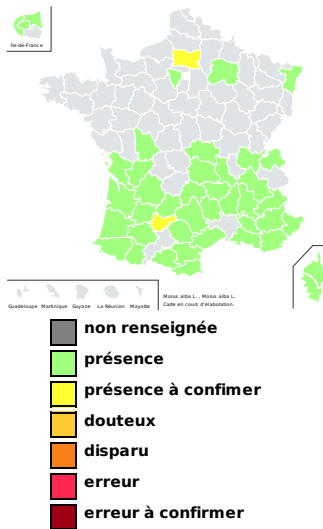 Île-de-France
Guadeloupe Martinique Guyane La Réunion Mayotte
Morus alba L. , Morus alba L.
Carte en cours d'élaboration.
non renseignée
présence
présence à confimer
douteux
disparu
erreur
erreur à confirmer